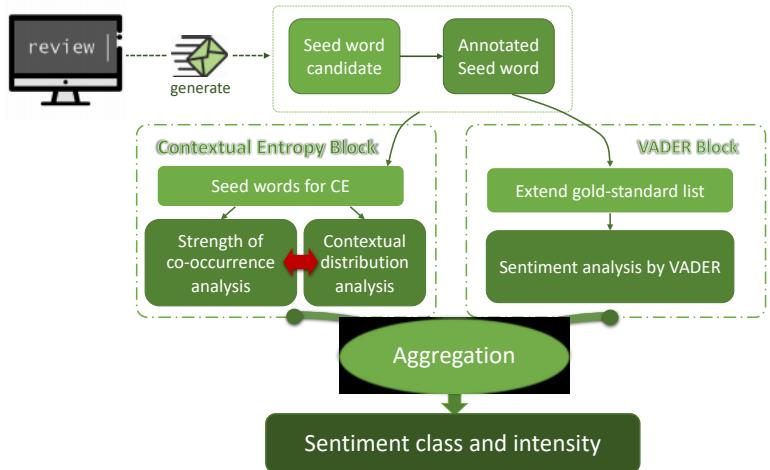 review
generate
Seed word
candidate
Annotated
Seed word
Contextual Entropy Block
VADER Block
Seed words for CE
Extend gold-standard list
Strength of
co-occurrence
analysis
Contextual
distribution
analysis
Sentiment analysis by VADER
Aggregation
Sentiment class and intensity